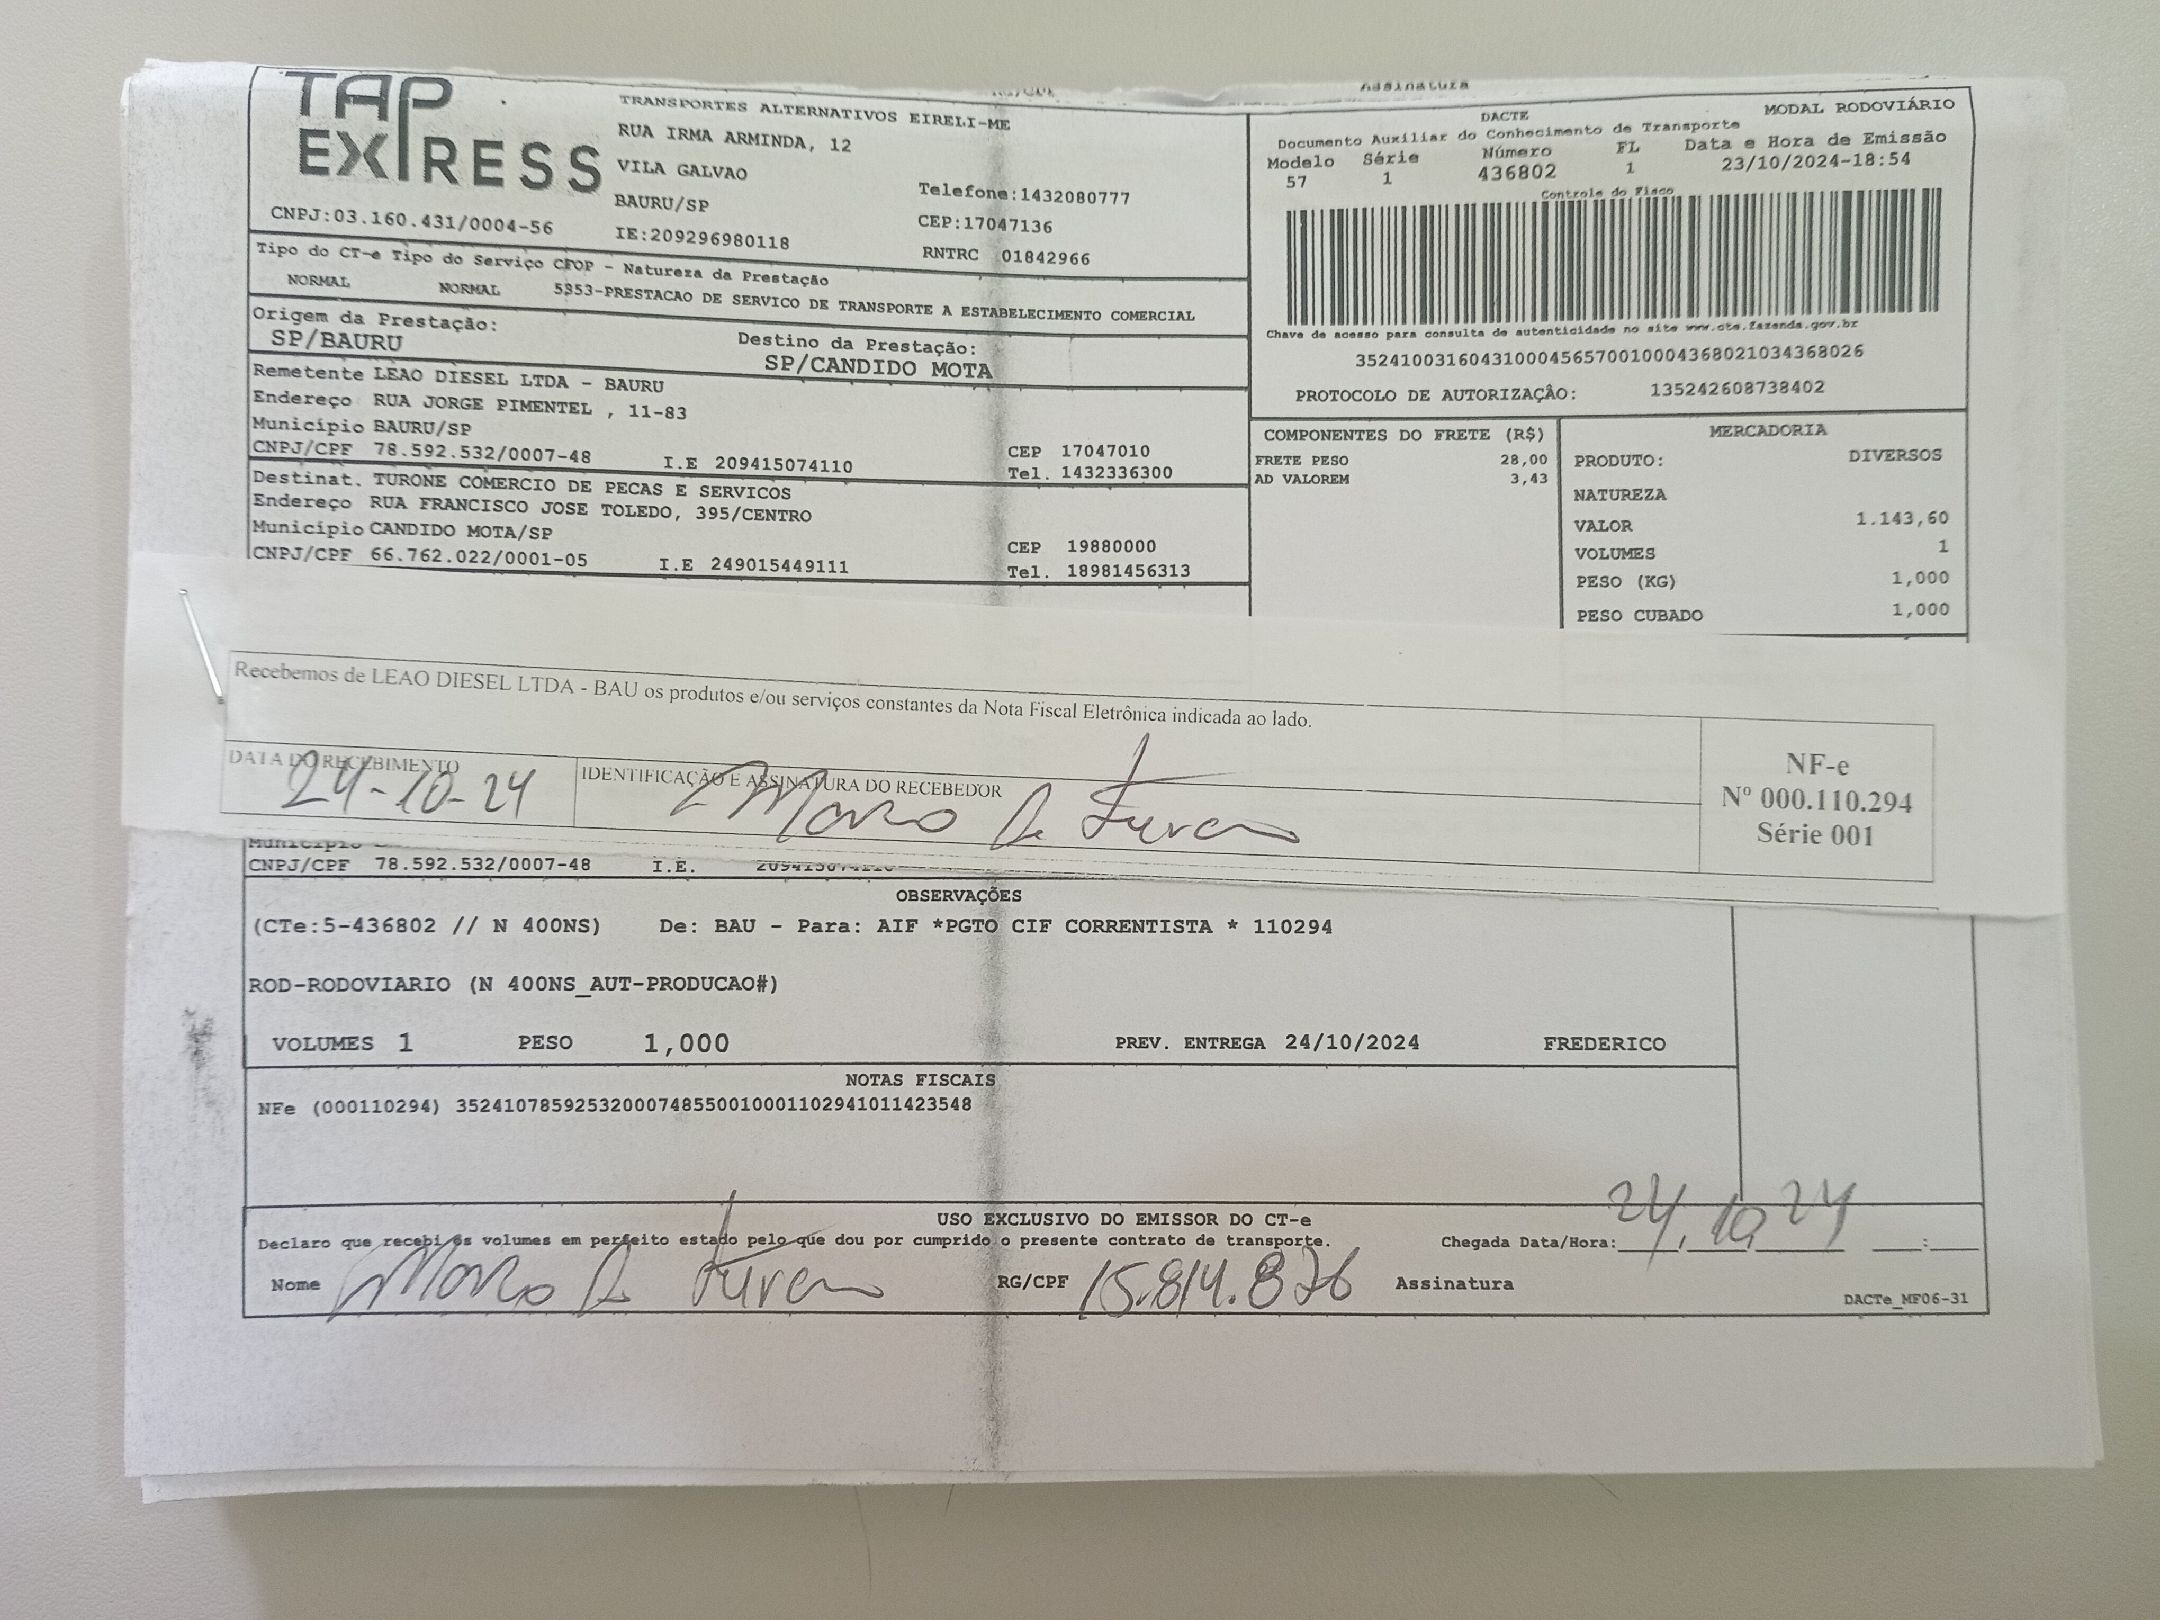 Assinatura
TAP EXPRESS
TRANSPORTES ALTERNATIVOS EIRELI-ME
RUA IRMA ARMINDA, 12
VILA GALVAO
BAURU/SP
Telefone:1432080777
CEP:17047136
CNPJ:03.160.431/0004-56
IE:209296980118
RNTRC 01842966
DACTE
MODAL RODOVIÁRIO
Documento Auxiliar do Conhecimento de Transporte
Modelo Série Número FL Data e Hora de Emissão
57 1 436802 1 23/10/2024-18:54
Controle do Fisco
Chave de acesso para consulta de autenticidade no site www.cte.fazenda.gov.br
35241003160431000456570010004368021034368026
PROTOCOLO DE AUTORIZAÇÂO: 135242608738402
Tipo do CT-e Tipo do Serviço CFOP - Natureza da Prestação
NORMAL NORMAL 5353-PRESTACAO DE SERVICO DE TRANSPORTE A ESTABELECIMENTO COMERCIAL
Origem da Prestação: Destino da Prestação:
SP/BAURU SP/CANDIDO MOTA
Remetente LEAO DIESEL LTDA - BAURU
Endereço RUA JORGE PIMENTEL , 11-83
Município BAURU/SP CEP 17047010
CNPJ/CPF 78.592.532/0007-48 I.E 209415074110 Tel. 1432336300
Destinat. TURONE COMERCIO DE PECAS E SERVICOS
Endereço RUA FRANCISCO JOSE TOLEDO, 395/CENTRO
Município CANDIDO MOTA/SP CEP 19880000
CNPJ/CPF 66.762.022/0001-05 I.E 249015449111 Tel. 18981456313
COMPONENTES DO FRETE (R$)
FRETE PESO 28,00
AD VALOREM 3,43
MERCADORIA
PRODUTO: DIVERSOS
NATUREZA
VALOR 1.143,60
VOLUMES 1
PESO (KG) 1,000
PESO CUBADO 1,000
Recebemos de LEAO DIESEL LTDA - BAU os produtos e/ou serviços constantes da Nota Fiscal Eletrônica indicada ao lado.
DATA DO RECEBIMENTO
24-10-24
IDENTIFICAÇÃO E ASSINATURA DO RECEBEDOR
NF-e
Nº 000.110.294
Série 001
Município
CNPJ/CPF 78.592.532/0007-48 I.E. 209415074110
OBSERVAÇÕES
(CTe:5-436802 // N 400NS) De: BAU - Para: AIF *PGTO CIF CORRENTISTA * 110294
ROD-RODOVIARIO (N 400NS_AUT-PRODUCAO#)
VOLUMES 1 PESO 1,000 PREV. ENTREGA 24/10/2024 FREDERICO
NOTAS FISCAIS
NFe (000110294) 35241078592532000748550010001102941011423548
USO EXCLUSIVO DO EMISSOR DO CT-e
Declaro que recebi os volumes em perfeito estado pelo que dou por cumprido o presente contrato de transporte.
Chegada Data/Hora: 24.10.24 :
Nome RG/CPF 15.814.876 Assinatura
DACTe_MF06-31